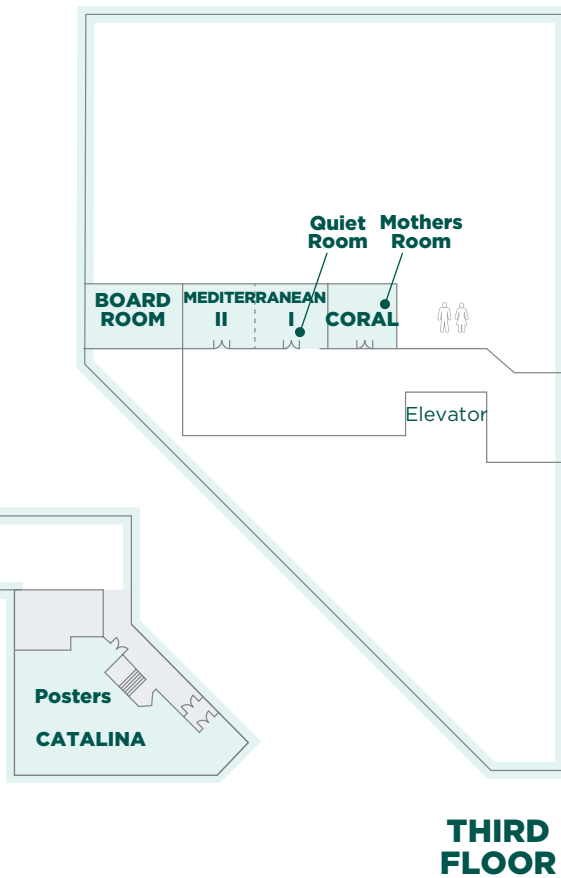 Quiet
Room
Mothers
Room
BOARD
ROOM
MEDITERRANEAN
II
I
CORAL
Elevator
Posters
CATALINA
THIRD
FLOOR